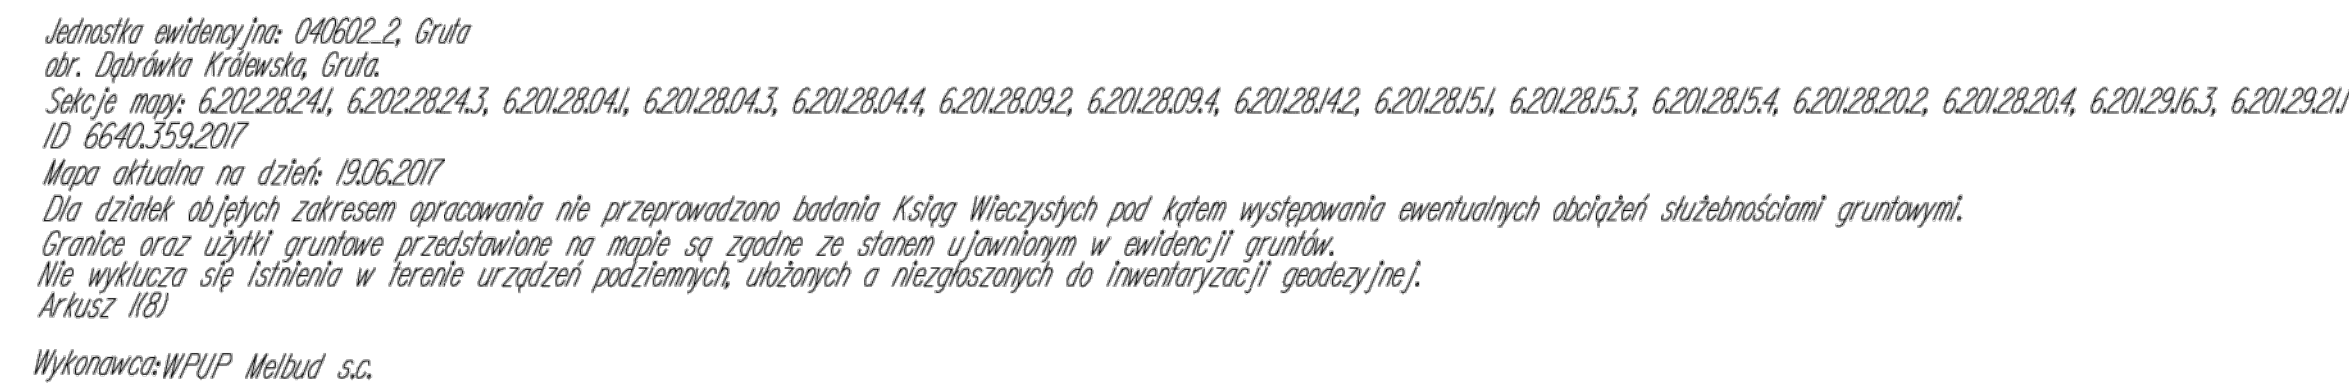 Jednostka ewidencyjna: 040602_2, Gruta
obr. Dąbrówka Królewska, Gruta.
Sekcje mapy: 6.202.28.24.1, 6.202.28.24.3, 6.201.28.04.1, 6.201.28.04.3, 6.201.28.04.4, 6.201.28.09.2, 6.201.28.09.4, 6.201.28.14.2, 6.201.28.15.1, 6.201.28.15.3, 6.201.28.15.4, 6.201.28.20.2, 6.201.28.20.4, 6.201.29.16.3, 6.201.29.21.1
ID 6640.359.2017
Mapa aktualna na dzień: 19.06.2017
Dla działek objętych zakresem opracowania nie przeprowadzono badania Ksiąg Wieczystych pod kątem występowania ewentualnych obciążeń służebnościami gruntowymi.
Granice oraz użytki gruntowe przedstawione na mapie są zgodne ze stanem ujawnionym w ewidencji gruntów.
Nie wyklucza się istnienia w terenie urządzeń podziemnych, ułożonych a niezgłoszonych do inwentaryzacji geodezyjnej.
Arkusz 1(8)
Wykonawca:WPUP Melbud s.c.